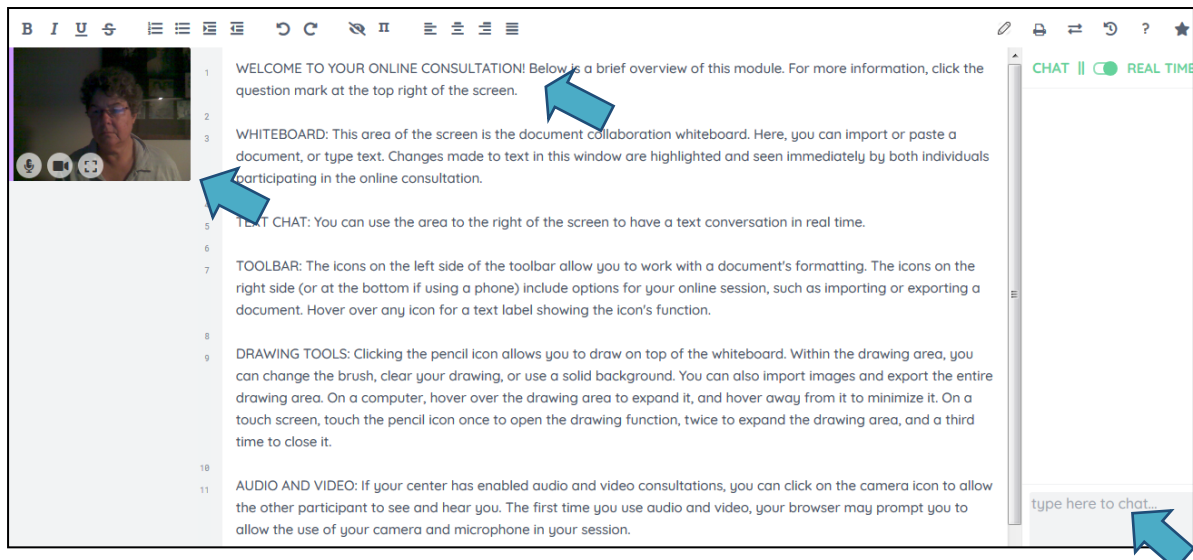 B I U S π ?
CHAT || REAL TIME
1 WELCOME TO YOUR ONLINE CONSULTATION! Below is a brief overview of this module. For more information, click the
question mark at the top right of the screen.
2
3 WHITEBOARD: This area of the screen is the document collaboration whiteboard. Here, you can import or paste a
document, or type text. Changes made to text in this window are highlighted and seen immediately by both individuals
participating in the online consultation.
5 TEXT CHAT: You can use the area to the right of the screen to have a text conversation in real time.
6
7 TOOLBAR: The icons on the left side of the toolbar allow you to work with a document's formatting. The icons on the
right side (or at the bottom if using a phone) include options for your online session, such as importing or exporting a
document. Hover over any icon for a text label showing the icon's function.
8
9 DRAWING TOOLS: Clicking the pencil icon allows you to draw on top of the whiteboard. Within the drawing area, you
can change the brush, clear your drawing, or use a solid background. You can also import images and export the entire
drawing area. On a computer, hover over the drawing area to expand it, and hover away from it to minimize it. On a
touch screen, touch the pencil icon once to open the drawing function, twice to expand the drawing area, and a third
time to close it.
10
11 AUDIO AND VIDEO: If your center has enabled audio and video consultations, you can click on the camera icon to allow
the other participant to see and hear you. The first time you use audio and video, your browser may prompt you to
allow the use of your camera and microphone in your session.
type here to chat...